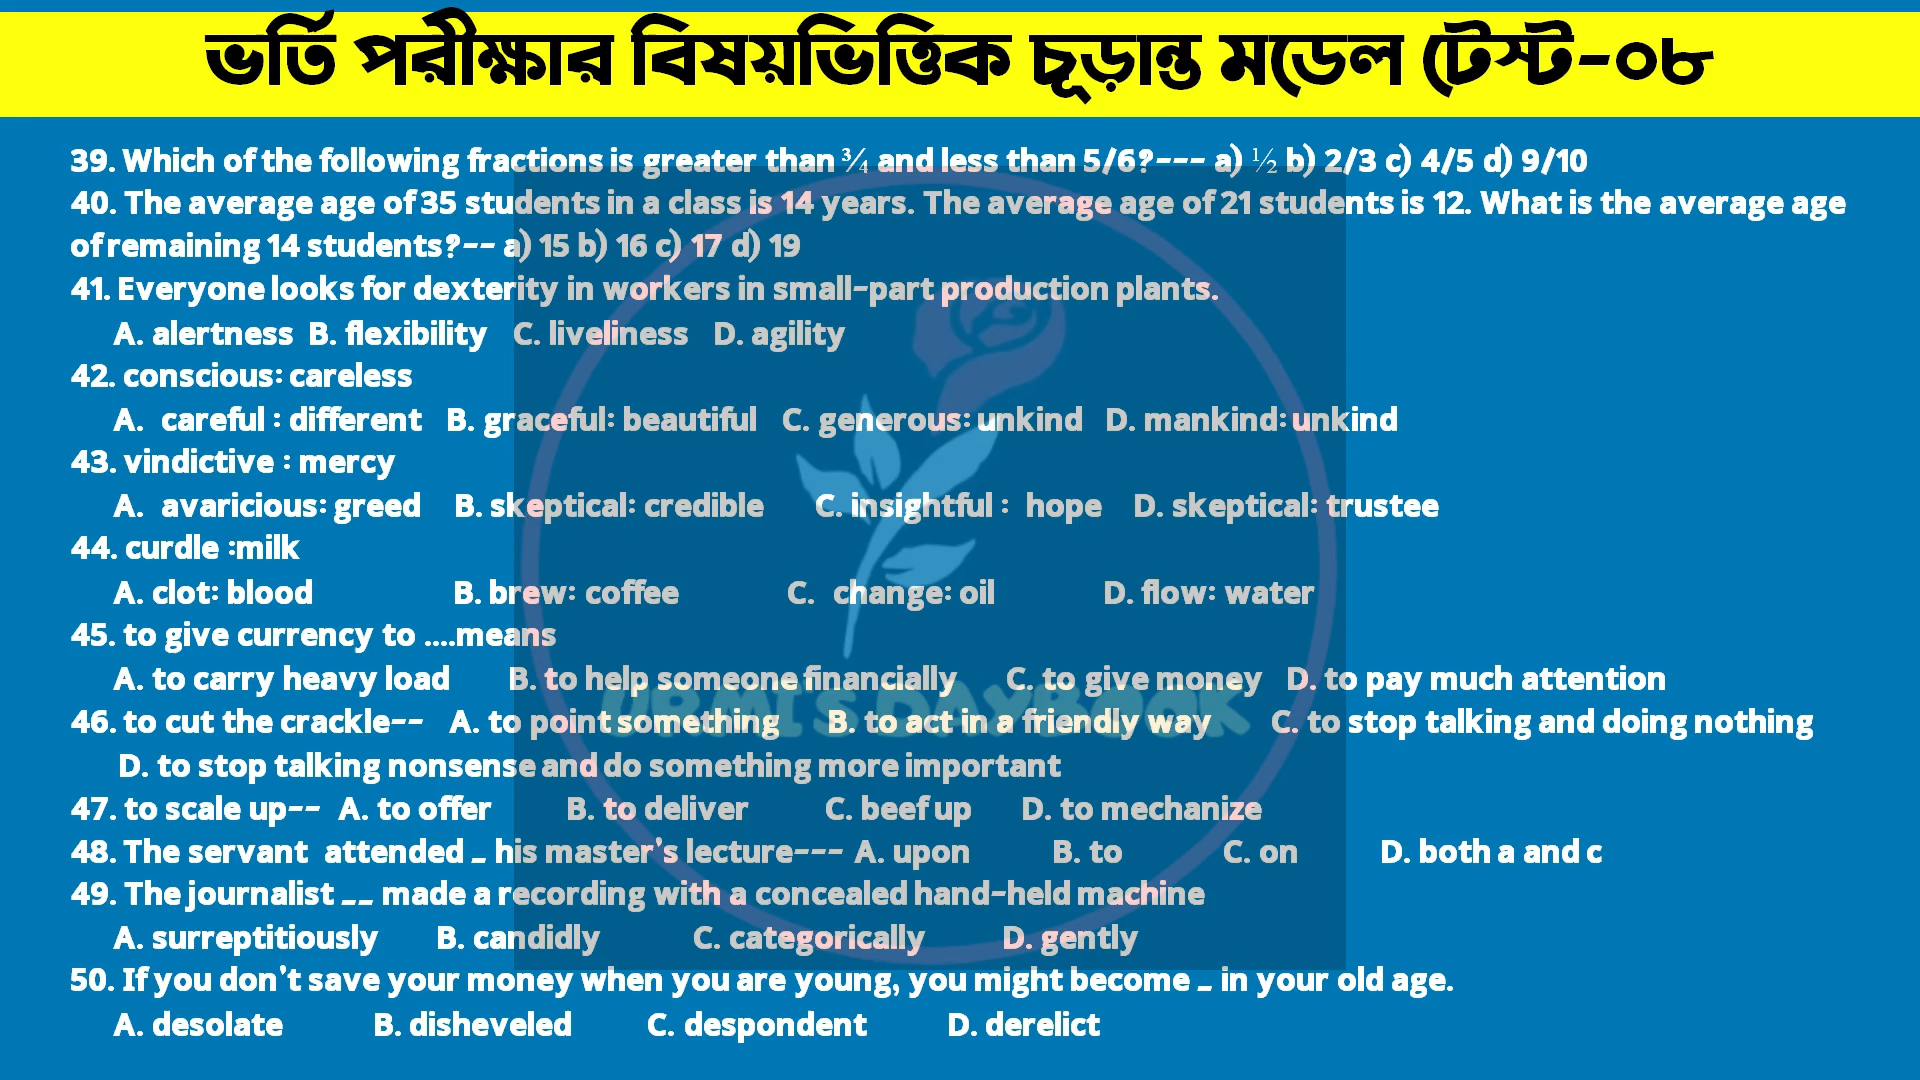 ভর্তি পরীক্ষার বিষয়ভিত্তিক চূড়ান্ত মডেল টেস্ট-০৮
39. Which of the following fractions is greater than ¾ and less than 5/6?--- a) ½ b) 2/3 c) 4/5 d) 9/10
40. The average age of 35 students in a class is 14 years. The average age of 21 students is 12. What is the average age
of remaining 14 students?-- a) 15 b) 16 c) 17 d) 19
41. Everyone looks for dexterity in workers in small-part production plants.
A. alertness B. flexibility C. liveliness D. agility
42. conscious: careless
A. careful : different B. graceful: beautiful C. generous: unkind D. mankind: unkind
43. vindictive : mercy
A. avaricious: greed B. skeptical: credible C. insightful : hope D. skeptical: trustee
44. curdle :milk
A. clot: blood B. brew: coffee C. change: oil D. flow: water
45. to give currency to ....means
A. to carry heavy load B. to help someone financially C. to give money D. to pay much attention
46. to cut the crackle-- A. to point something B. to act in a friendly way C. to stop talking and doing nothing
D. to stop talking nonsense and do something more important
47. to scale up-- A. to offer B. to deliver C. beef up D. to mechanize
48. The servant attended _ his master's lecture--- A. upon B. to C. on D. both a and c
49. The journalist __ made a recording with a concealed hand-held machine
A. surreptitiously B. candidly C. categorically D. gently
50. If you don't save your money when you are young, you might become _ in your old age.
A. desolate B. disheveled C. despondent D. derelict
URMI'S DAYBOOK